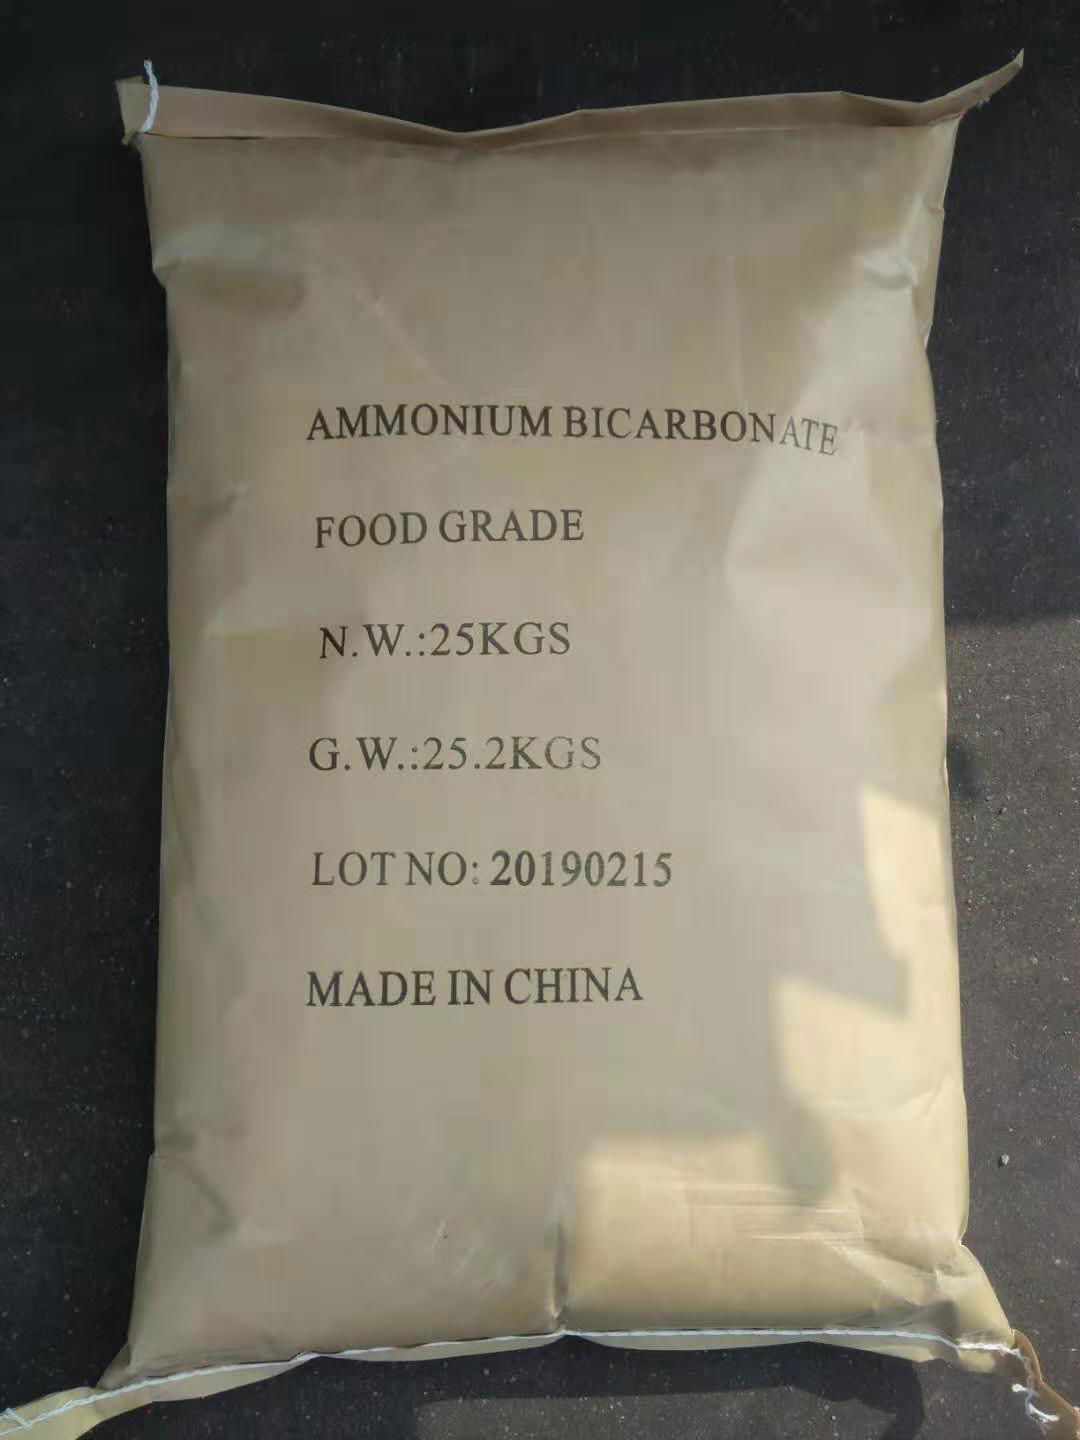 AMMONIUM BICARBONATE
FOOD GRADE
N.W.:25KGS
G.W.:25.2KGS
LOT NO: 20190215
MADE IN CHINA